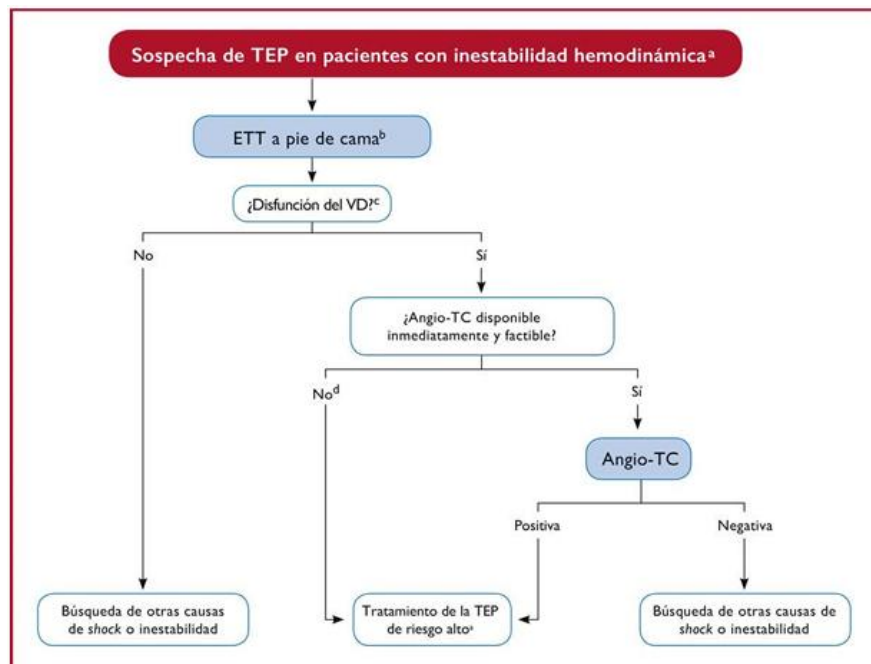 Sospecha de TEP en pacientes con inestabilidad hemodinámicaᵃ
ETT a pie de camaᵇ
¿Disfunción del VD?ᶜ
No
Sí
¿Angio-TC disponible
inmediatamente y factible?
Noᵈ
Sí
Angio-TC
Positiva
Negativa
Búsqueda de otras causas
de shock o inestabilidad
Tratamiento de la TEP
de riesgo altoᵃ
Búsqueda de otras causas de
shock o inestabilidad